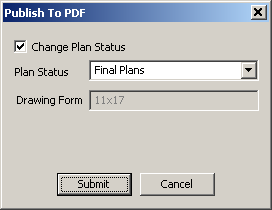 Publish To PDF
Change Plan Status
Plan Status Final Plans
Drawing Form 11x17
Submit Cancel